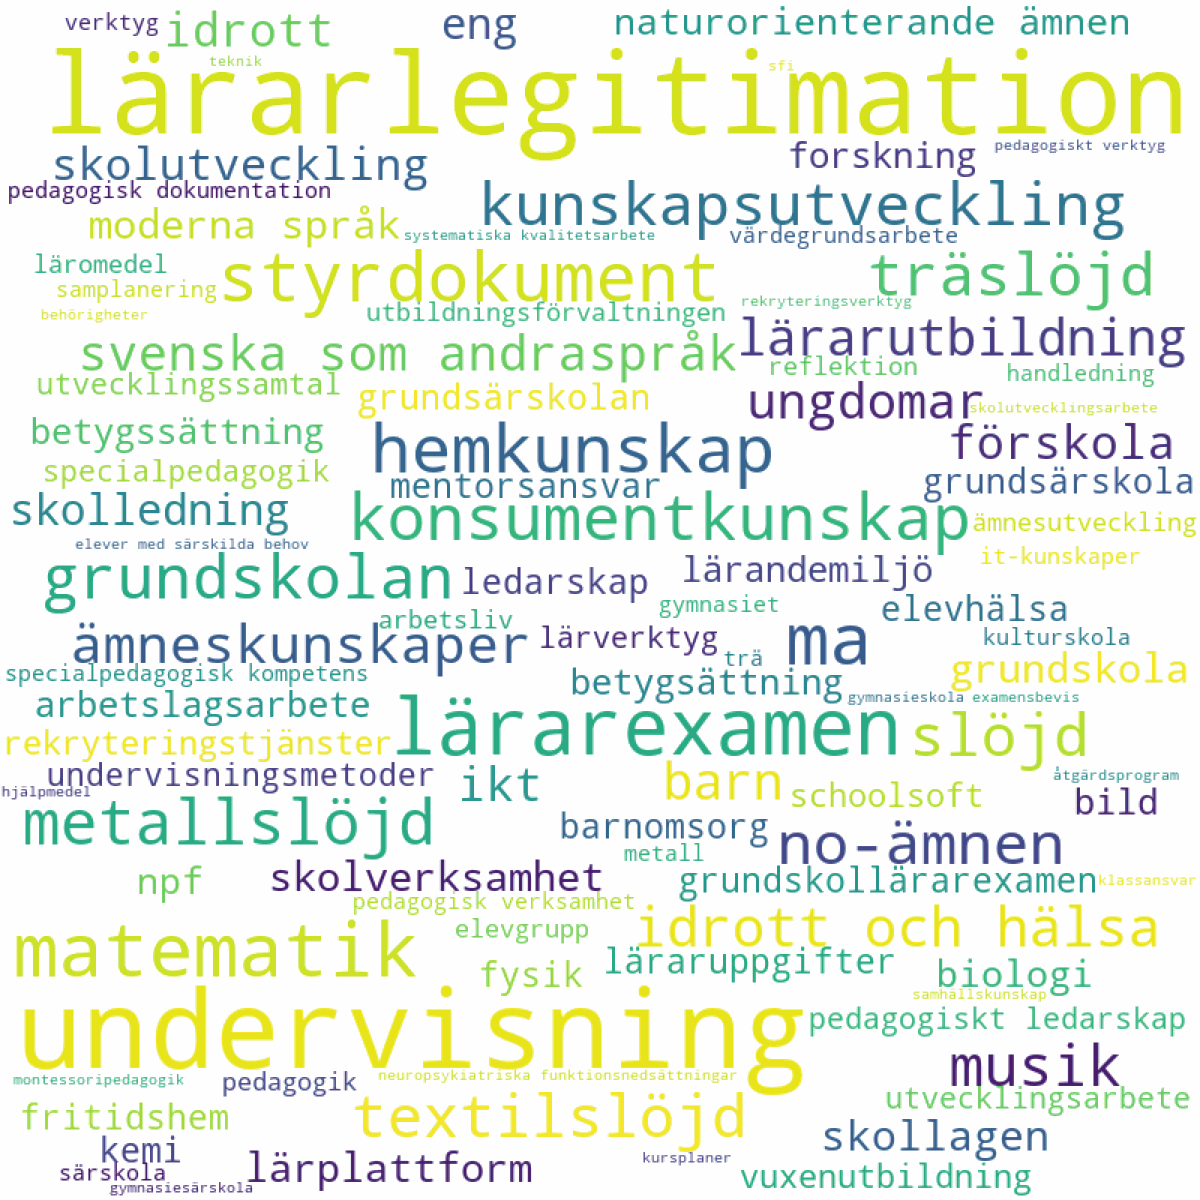 verktyg
idrott
eng
naturorienterande ämnen
teknik
sfi
lärarlegitimation
skolutveckling
forskning
pedagogiskt verktyg
pedagogisk dokumentation
kunskapsutveckling
moderna språk
systematiska kvalitetsarbete
värdegrundsarbete
läromedel
styrdokument
träslöjd
samplanering
behörigheter
utbildningsförvaltningen
rekryteringsverktyg
svenska som andraspråk
lärarutbildning
utvecklingssamtal
reflektion
handledning
grundsärskolan
ungdomar
skolutvecklingsarbete
betygssättning
hemkunskap
förskola
specialpedagogik
mentorsansvar
grundsärskola
skolledning
konsumentkunskap
ämnesutveckling
elever med särskilda behov
it-kunskaper
grundskolan
ledarskap
lärandemiljö
gymnasiet
elevhälsa
arbetsliv
ämneskunskaper
lärverktyg
ma
kulturskola
trä
specialpedagogisk kompetens
betygsättning
grundskola
arbetslagsarbete
gymnasieskola
examensbevis
lärarexamen
slöjd
rekryteringstjänster
undervisningsmetoder
ikt
barn
schoolsoft
åtgärdsprogram
hjälpmedel
bild
metallslöjd
barnomsorg
no-ämnen
metall
npf
skolverksamhet
grundskollärarexamen
klassansvar
pedagogisk verksamhet
matematik
elevgrupp
idrott och hälsa
fysik
läraruppgifter
biologi
samhällskunskap
undervisning
pedagogiskt ledarskap
musik
montessoripedagogik
pedagogik
neuropsykiatriska funktionsnedsättningar
fritidshem
textilslöjd
utvecklingsarbete
kemi
skollagen
särskola
lärplattform
kursplaner
vuxenutbildning
gymnasiesärskola